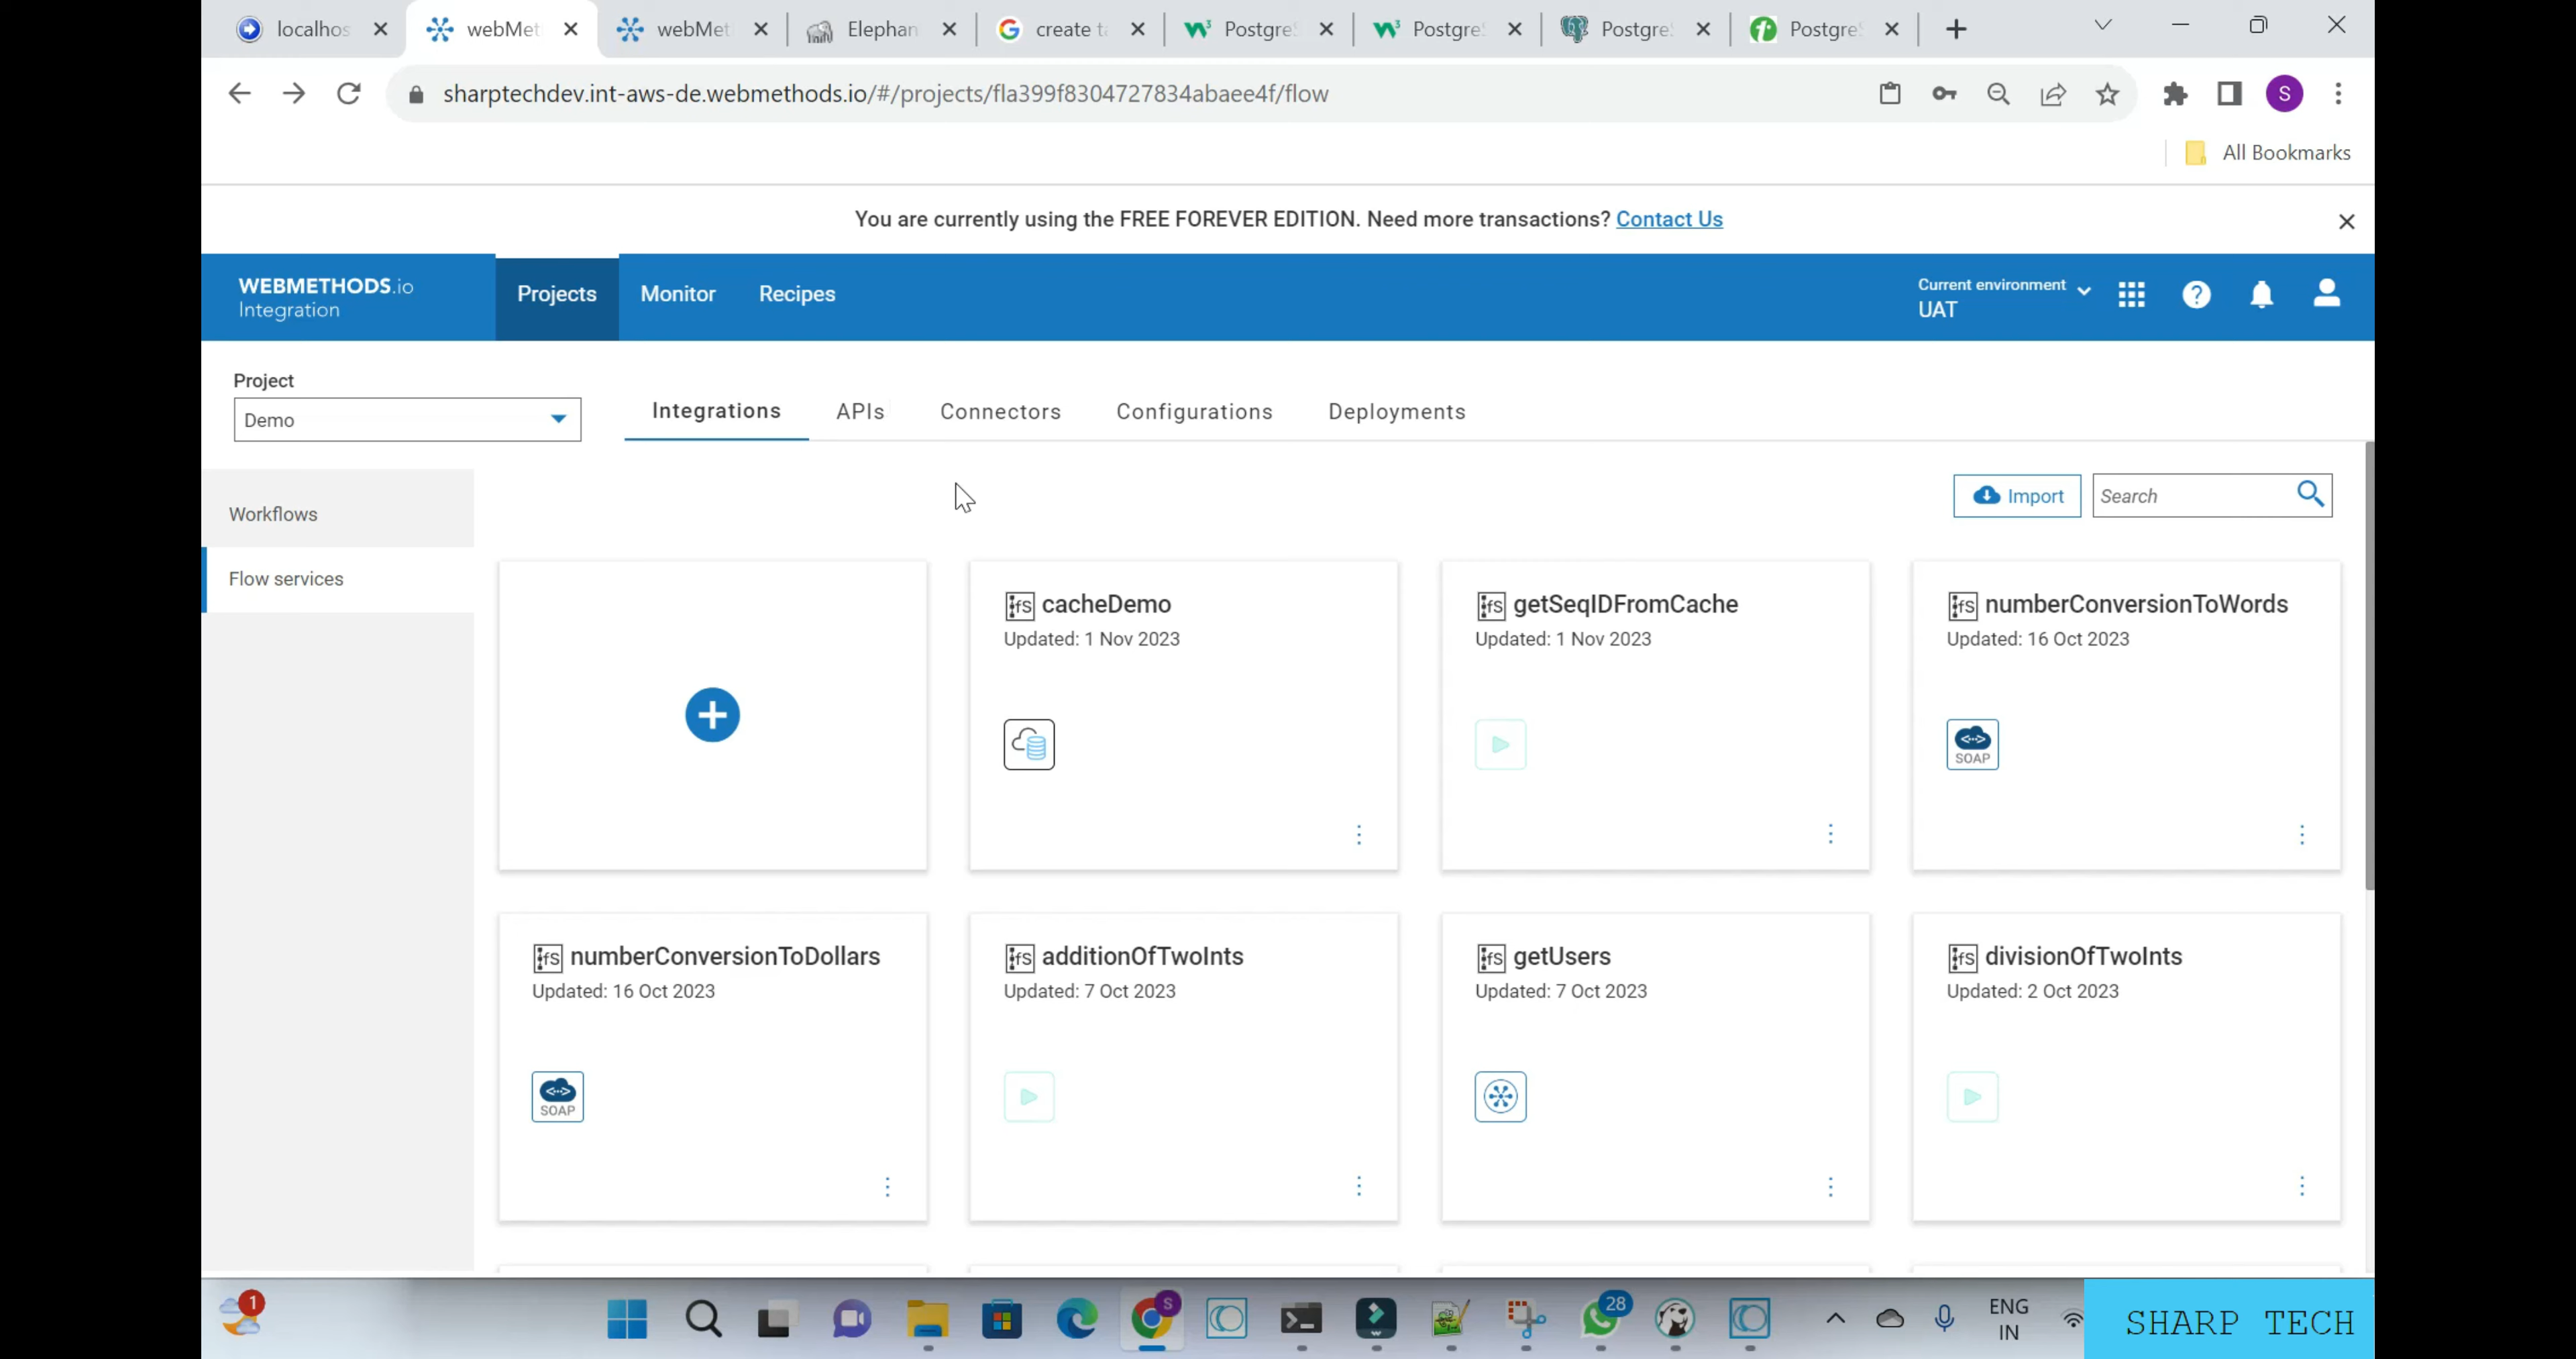 localhos
webMet
webMet
Elephan
create ta
PostgreS
PostgreS
PostgreS
PostgreS
sharptechdev.int-aws-de.webmethods.io/#/projects/fla399f8304727834abaee4f/flow
S
All Bookmarks
You are currently using the FREE FOREVER EDITION. Need more transactions? Contact Us
WEBMETHODS.io
Integration
Projects
Monitor
Recipes
Current environment
UAT
Project
Demo
Integrations
APIs
Connectors
Configurations
Deployments
Import
Search
Workflows
Flow services
fS cacheDemo
Updated: 1 Nov 2023
fS getSeqIDFromCache
Updated: 1 Nov 2023
fS numberConversionToWords
Updated: 16 Oct 2023
SOAP
fS numberConversionToDollars
Updated: 16 Oct 2023
SOAP
fS additionOfTwoInts
Updated: 7 Oct 2023
fS getUsers
Updated: 7 Oct 2023
fS divisionOfTwoInts
Updated: 2 Oct 2023
1
S
28
ENG
IN
SHARP TECH